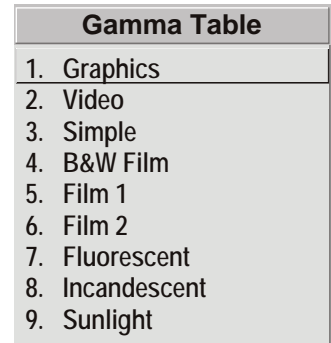 Gamma Table
1. Graphics
2. Video
3. Simple
4. B&W Film
5. Film 1
6. Film 2
7. Fluorescent
8. Incandescent
9. Sunlight